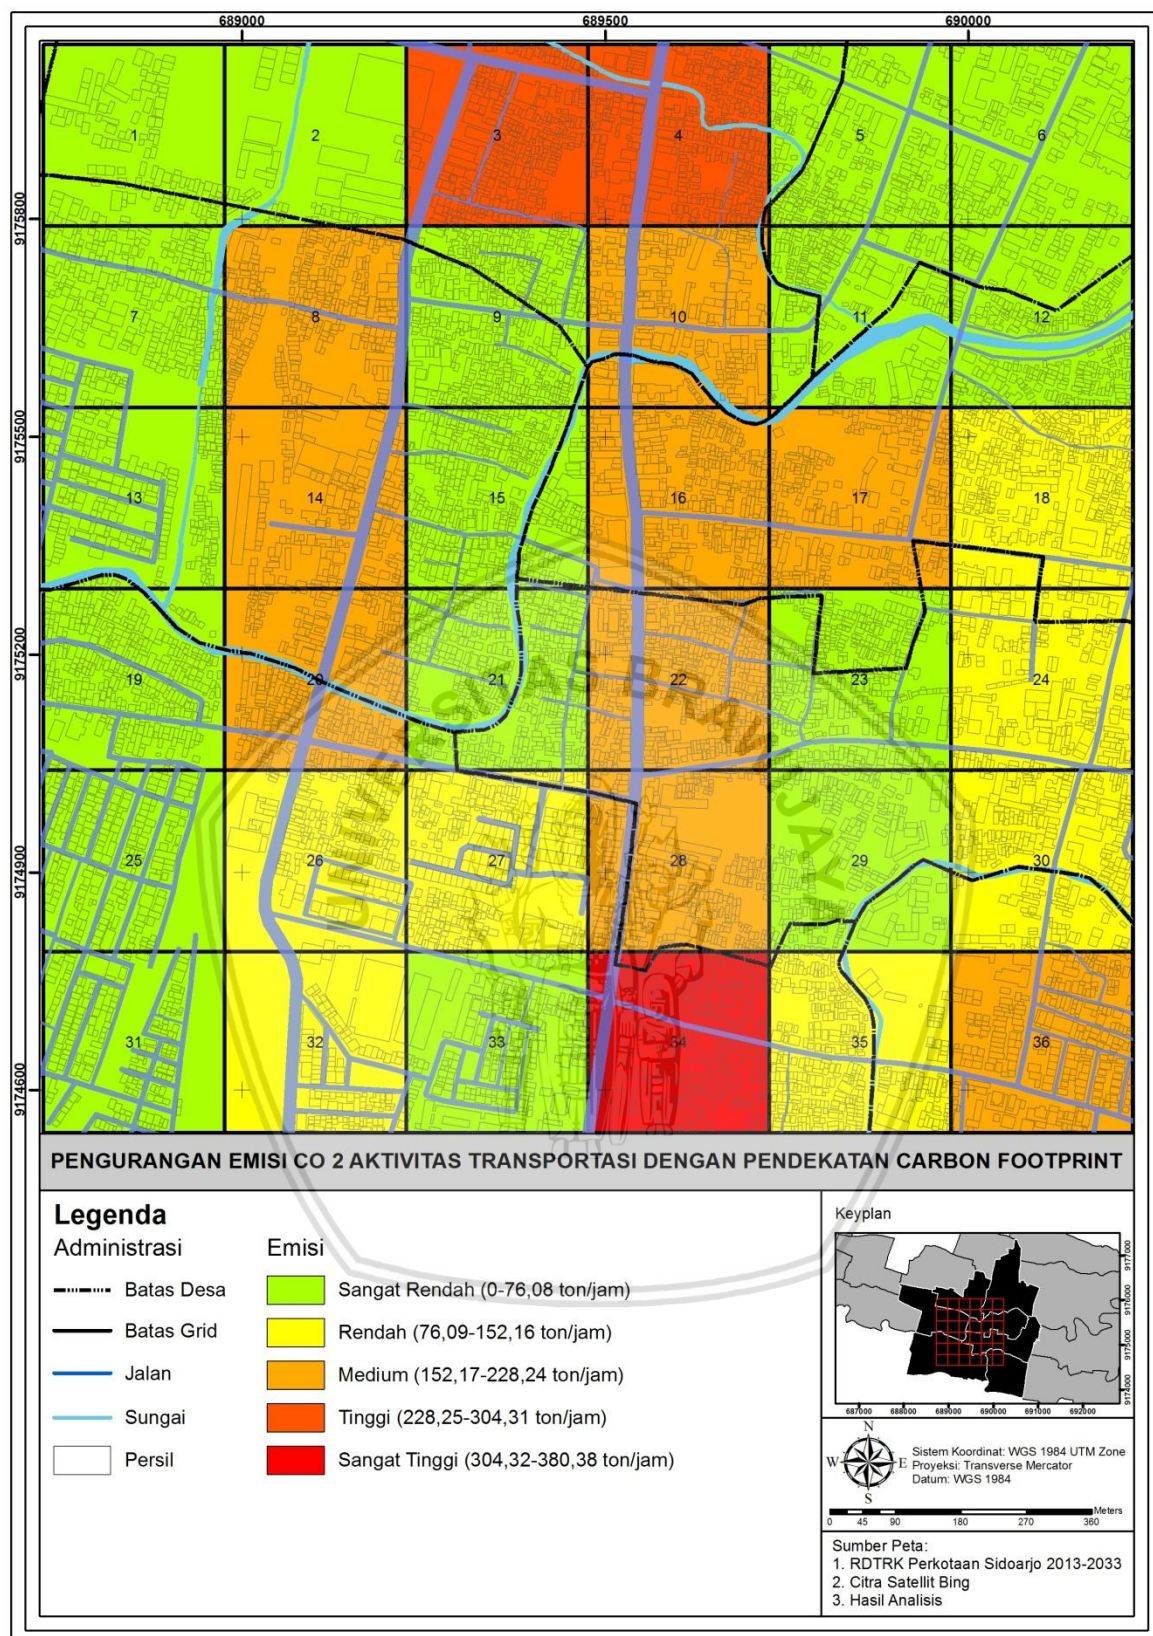 689000 689500 690000
1 2 3 4 5 6
9175800
7 8 9 10 11 12
9175500
13 14 15 16 17 18
9175200
19 20 21 22 23 24
9174900
25 26 27 28 29 30
31 32 33 34 35 36
9174600
UNIVERSITAS BRAWIJAYA
PENGURANGAN EMISI CO 2 AKTIVITAS TRANSPORTASI DENGAN PENDEKATAN CARBON FOOTPRINT
Legenda
Administrasi
Batas Desa
Batas Grid
Jalan
Sungai
Persil
Emisi
Sangat Rendah (0-76,08 ton/jam)
Rendah (76,09-152,16 ton/jam)
Medium (152,17-228,24 ton/jam)
Tinggi (228,25-304,31 ton/jam)
Sangat Tinggi (304,32-380,38 ton/jam)
Keyplan
9177000
9176000
9175000
9174000
687000 688000 689000 690000 691000 692000
N
W E
S
Sistem Koordinat: WGS 1984 UTM Zone
Proyeksi: Transverse Mercator
Datum: WGS 1984
Meters
0 45 90 180 270 360
Sumber Peta:
1. RDTRK Perkotaan Sidoarjo 2013-2033
2. Citra Satellit Bing
3. Hasil Analisis